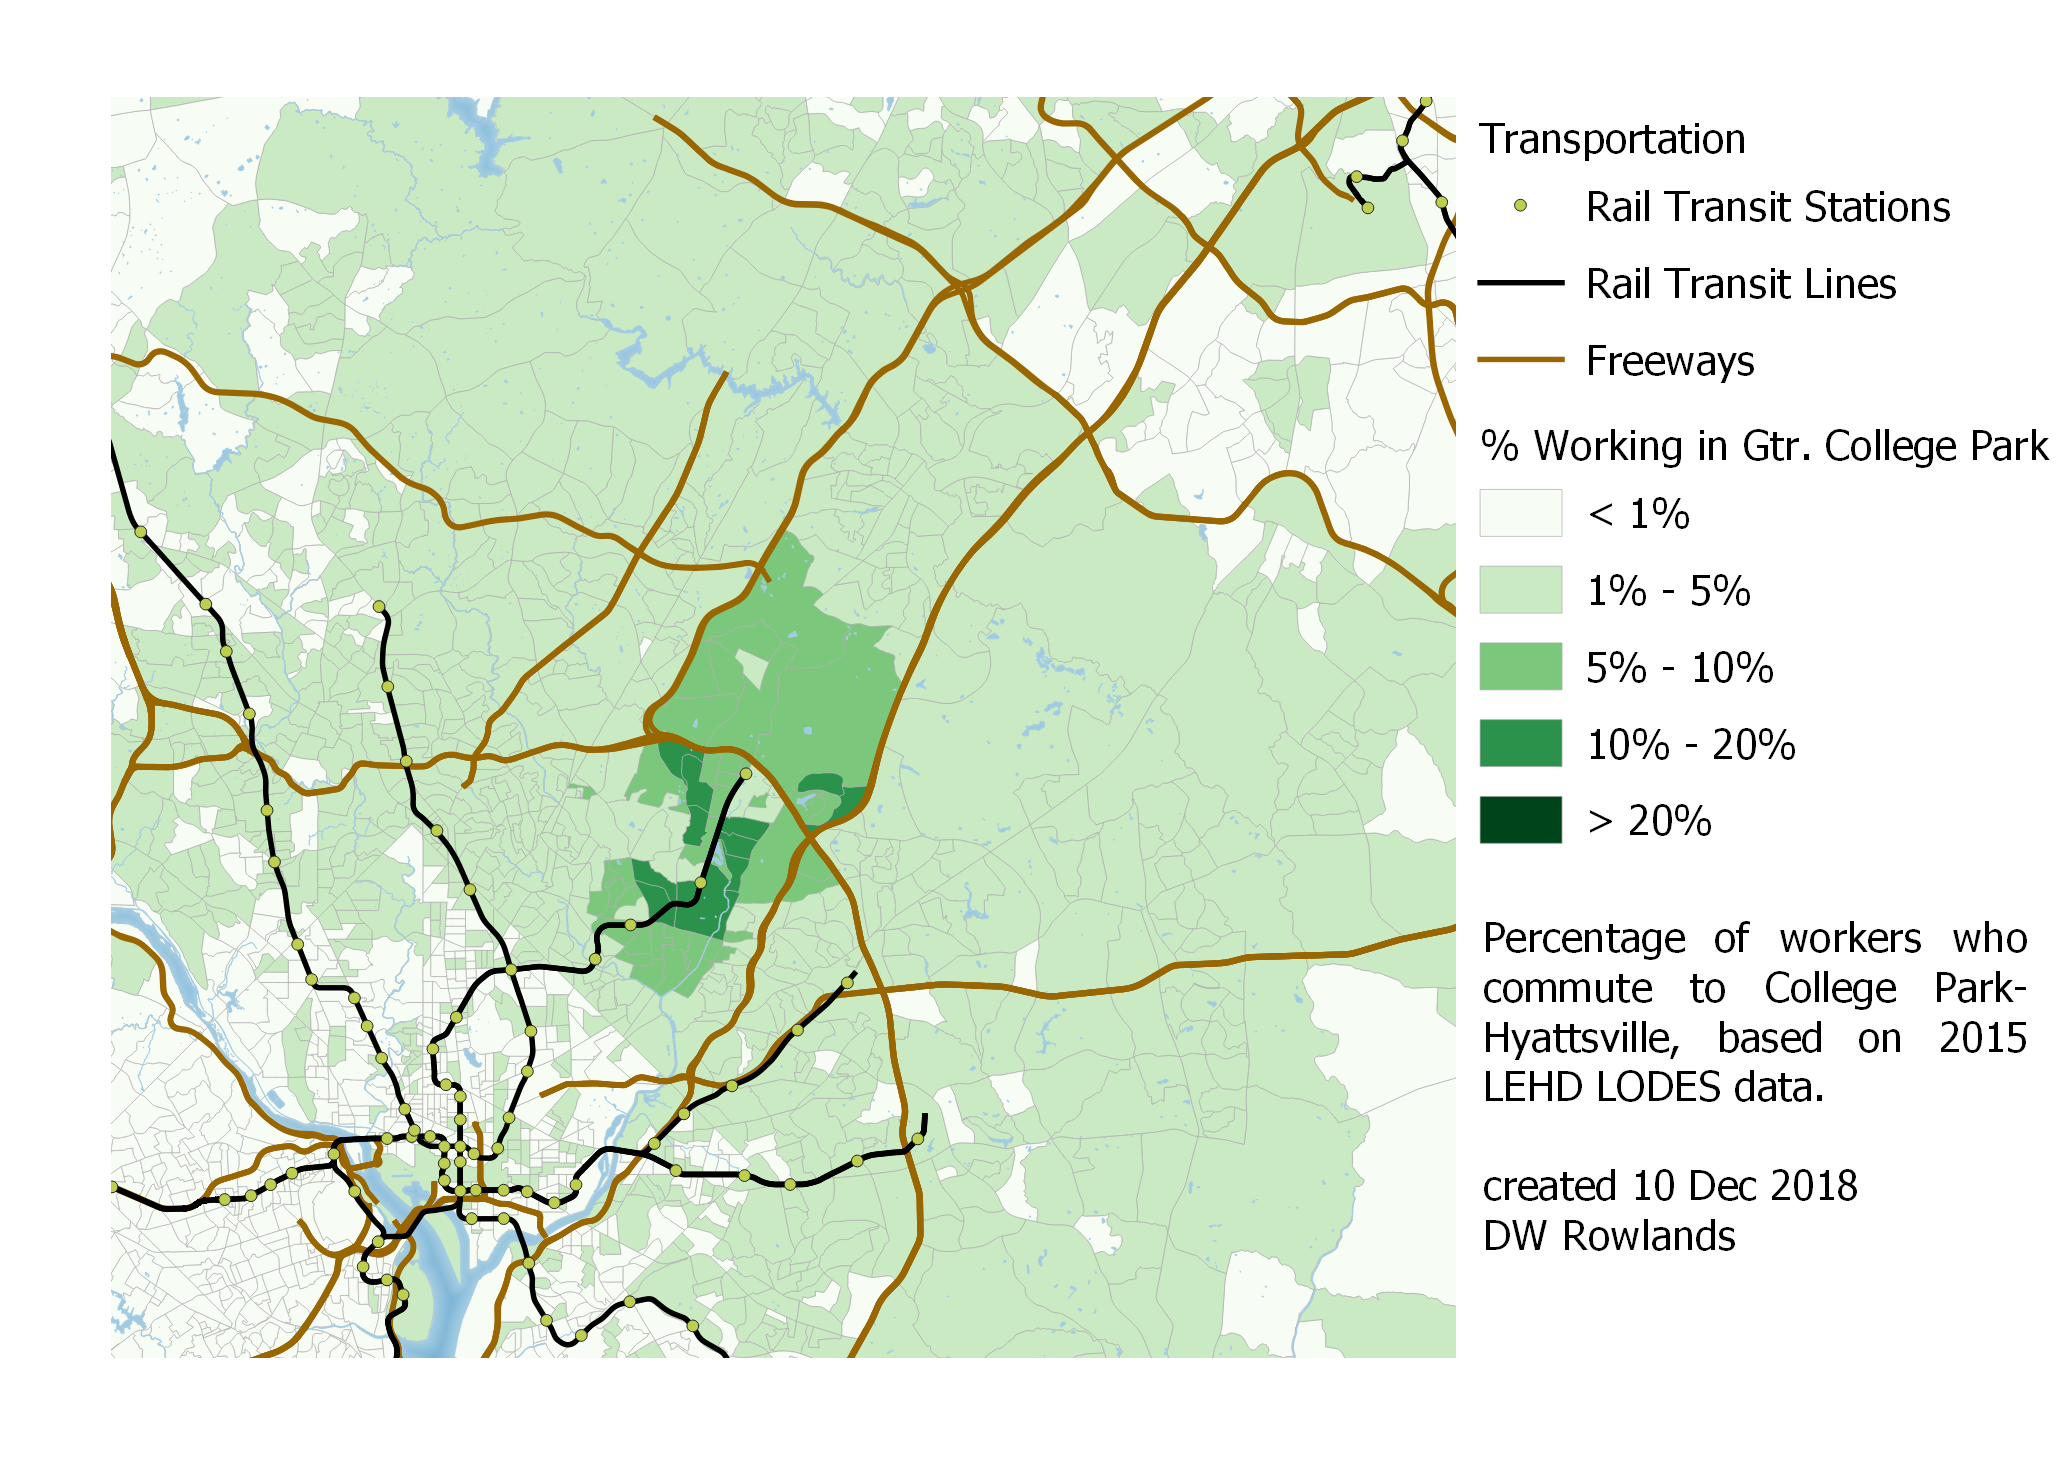 Transportation
Rail Transit Stations
Rail Transit Lines
Freeways
% Working in Gtr. College Park
< 1%
1% - 5%
5% - 10%
10% - 20%
> 20%
Percentage of workers who
commute to College Park-
Hyattsville, based on 2015
LEHD LODES data.
created 10 Dec 2018
DW Rowlands